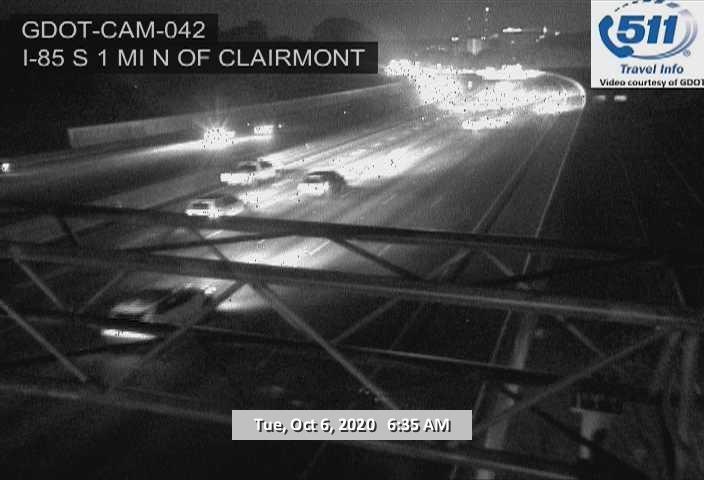 GDOT-CAM-042
I-85 S 1 MI N OF CLAIRMONT
511
Travel Info
Video courtesy of GDOT
Tue, Oct 6, 2020 6:35 AM